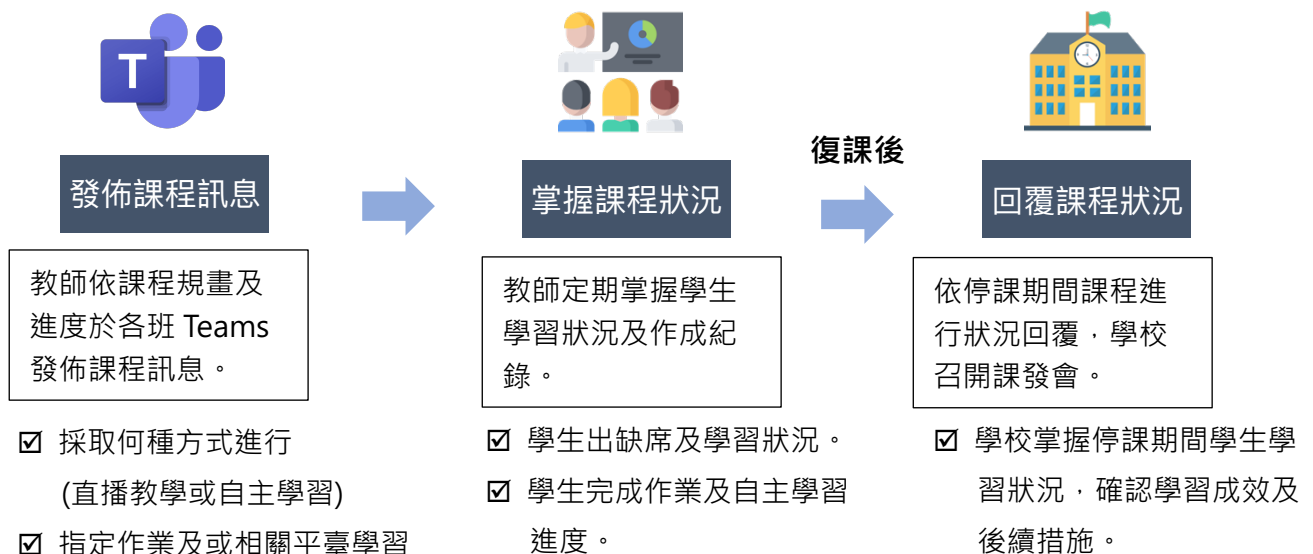 T
發佈課程訊息
教師依課程規畫及
進度於各班 Teams
發佈課程訊息。
☑ 採取何種方式進行
(直播教學或自主學習)
☑ 指定作業及或相關平臺學習
掌握課程狀況
教師定期掌握學生
學習狀況及作成紀
錄。
☑ 學生出缺席及學習狀況。
☑ 學生完成作業及自主學習
進度。
復課後
回覆課程狀況
依停課期間課程進
行狀況回覆，學校
召開課發會。
☑ 學校掌握停課期間學生學
習狀況，確認學習成效及
後續措施。